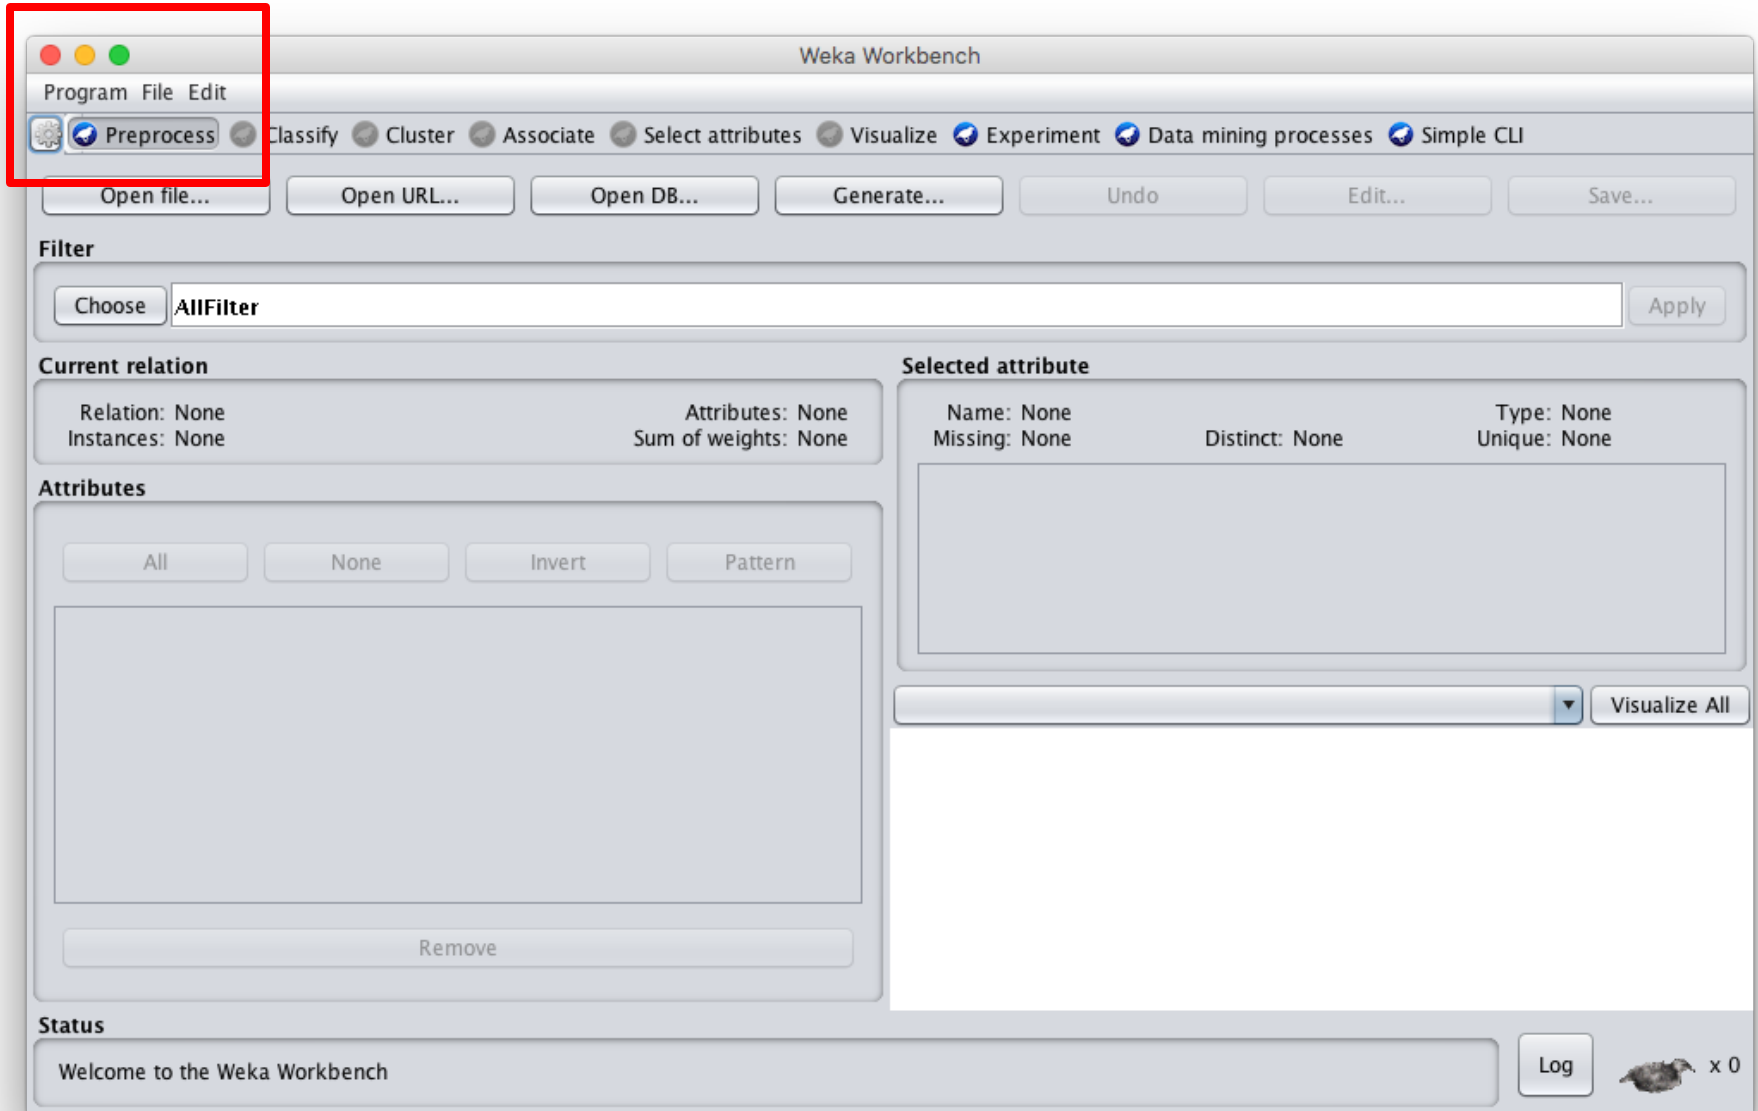 Weka Workbench
Program File Edit
Preprocess Classify Cluster Associate Select attributes Visualize Experiment Data mining processes Simple CLI
Open file... Open URL... Open DB... Generate... Undo Edit... Save...
Filter
Choose AllFilter Apply
Current relation
Relation: None Attributes: None
Instances: None Sum of weights: None
Selected attribute
Name: None Type: None
Missing: None Distinct: None Unique: None
Attributes
All None Invert Pattern
Remove
Visualize All
Status
Welcome to the Weka Workbench
Log x 0